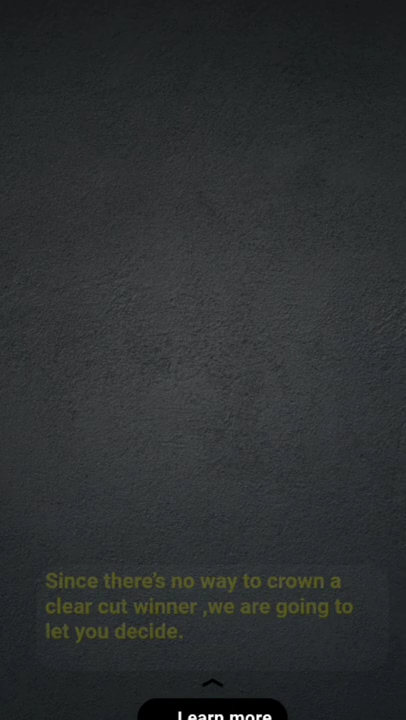 Since there's no way to crown a
clear cut winner ,we are going to
let you decide.
Learn more